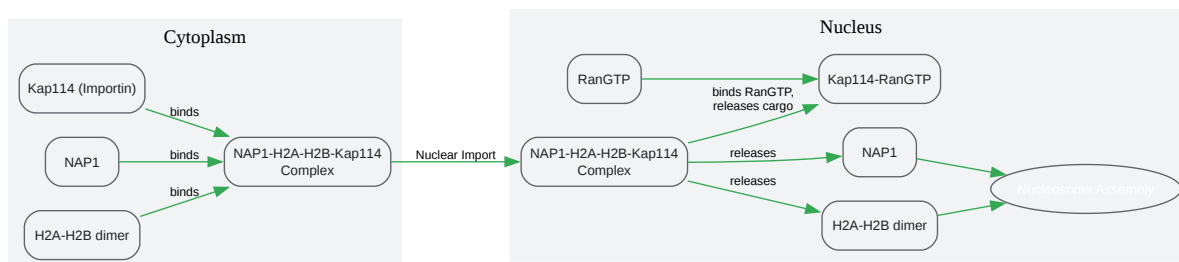 Cytoplasm
Kap114 (Importin)
binds
NAP1
binds
NAP1-H2A-H2B-Kap114
Complex
binds
H2A-H2B dimer
Nuclear Import
Nucleus
RanGTP
Kap114-RanGTP
binds RanGTP,
releases cargo
NAP1-H2A-H2B-Kap114
Complex
releases
NAP1
releases
H2A-H2B dimer
Nucleosome Assembly